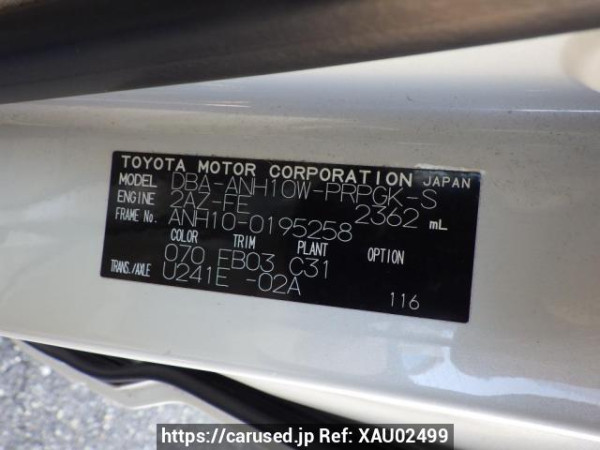 TOYOTA MOTOR CORPORATION JAPAN
MODEL DBA-ANH10W-PRPGK-S
ENGINE 2AZ-FE 2362 mL
FRAME No. ANH10-0195258
COLOR TRIM PLANT OPTION
070 FB03 C31
TRANS./AXLE U241E -02A
116
https://carused.jp Ref: XAU02499